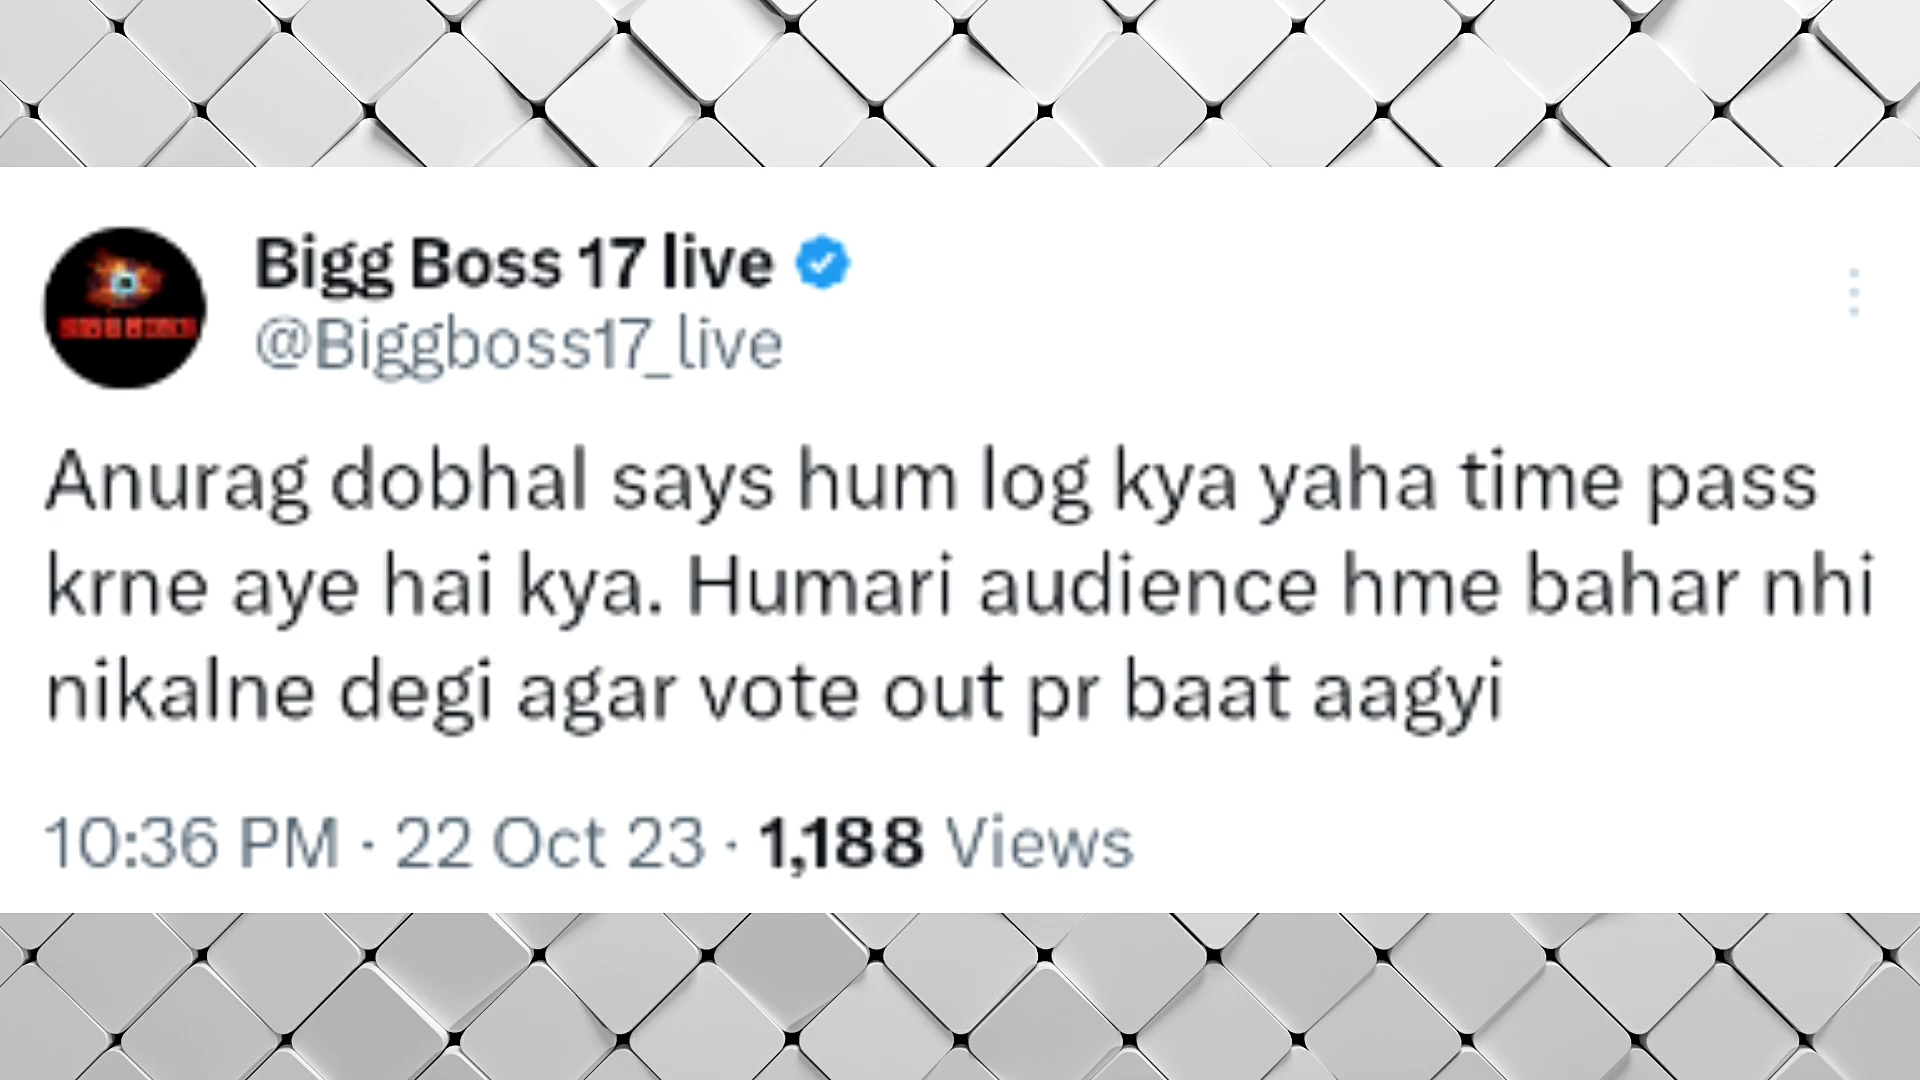 Bigg Boss 17 live
@Biggboss17_live
Anurag dobhal says hum log kya yaha time pass
krne aye hai kya. Humari audience hme bahar nhi
nikalne degi agar vote out pr baat aagyi
10:36 PM · 22 Oct 23 · 1,188 Views